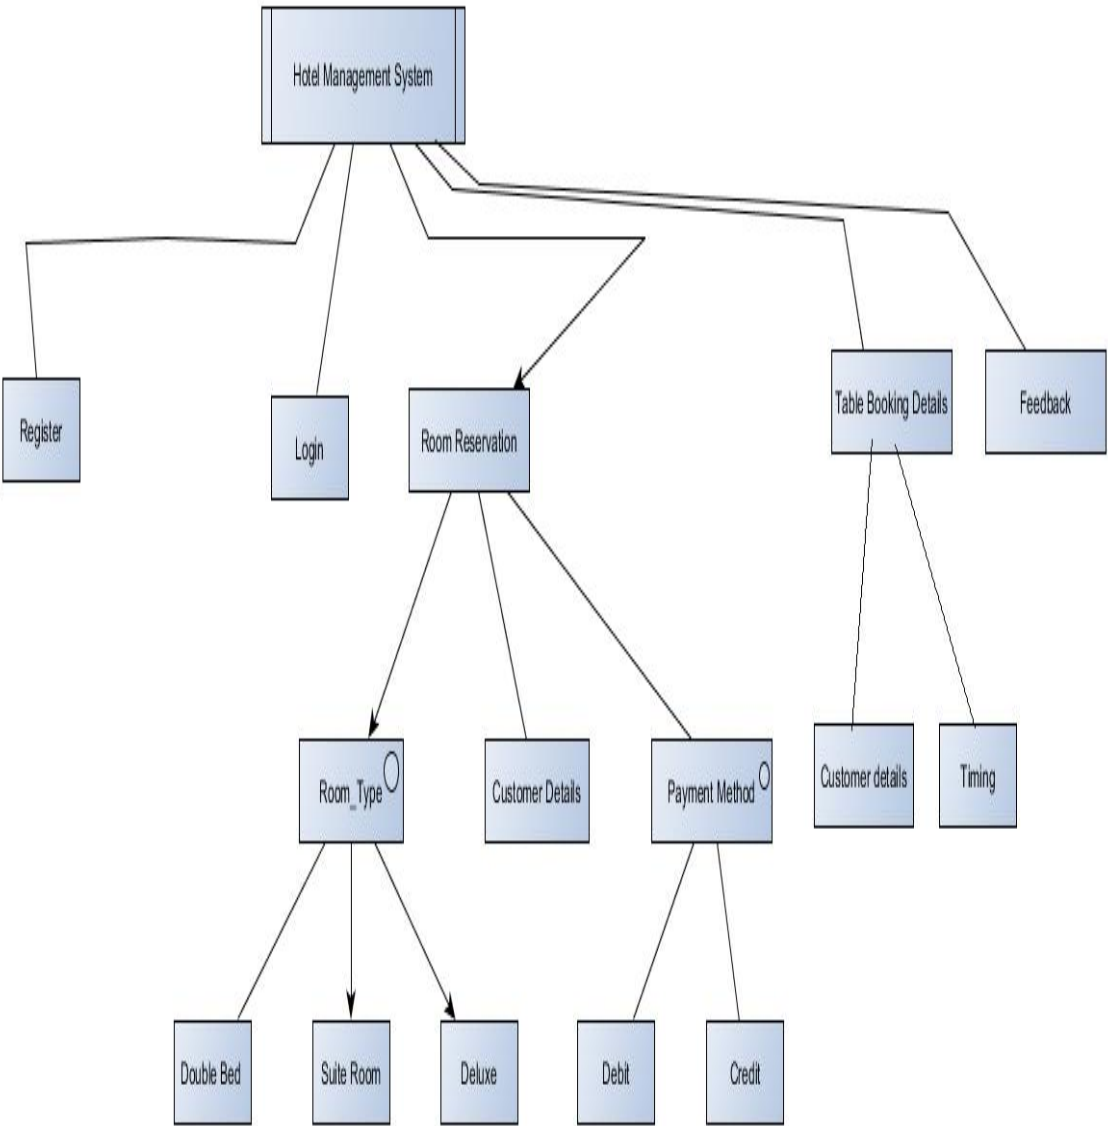 Hotel Management System
Register
Login
Room Reservation
Table Booking Details
Feedback
Room_Type
Customer Details
Payment Method
Customer details
Timing
Double Bed
Suite Room
Deluxe
Debit
Credit